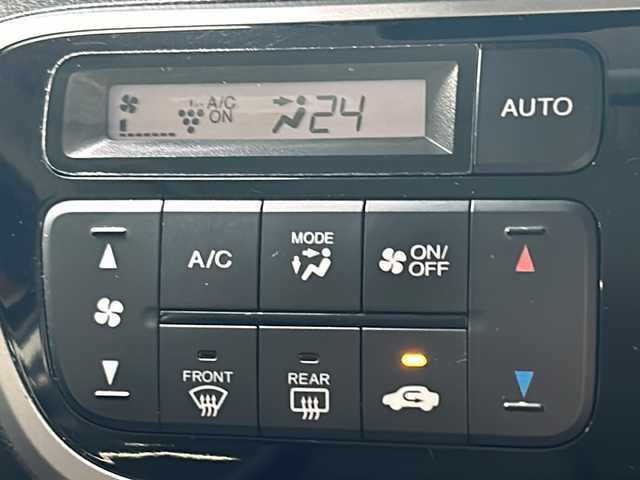 A/C
ON
24
AUTO
A/C
MODE
ON/
OFF
FRONT
REAR